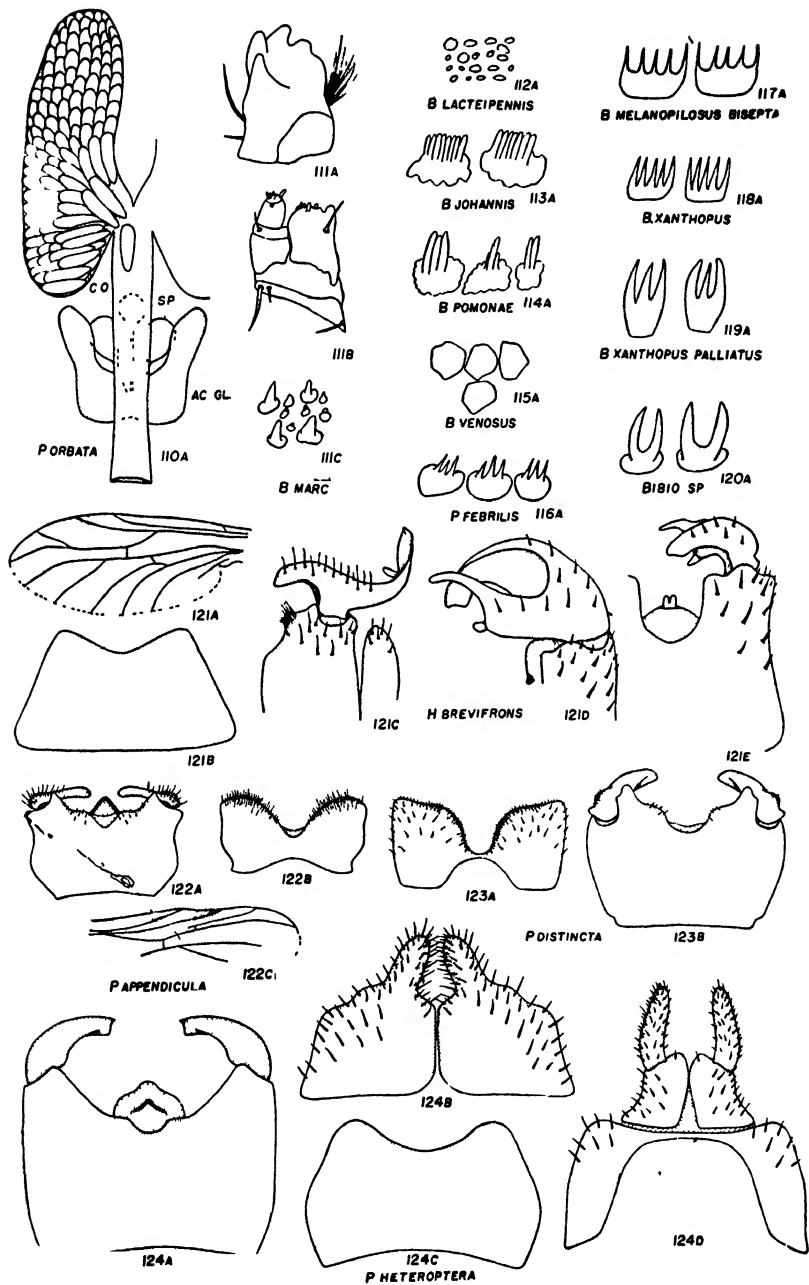 112A
B LACTEIPENNIS
117A
B MELANOPILOSUS BISEPTA
111A
113A
B JOHANNIS
118A
B. XANTHOPUS
CO
SP
114A
B POMONAE
119A
B XANTHOPUS PALLIATUS
111B
AC GL.
P ORBATA
110A
115A
B VENOSUS
111C
B MARCI
120A
BIBIO SP
116A
P FEBRILIS
121A
121C
H BREVIFRONS
121D
121B
121E
122A
122B
123A
P DISTINCTA
123B
122C
P APPENDICULA
124B
124A
124C
P HETEROPTERA
124D